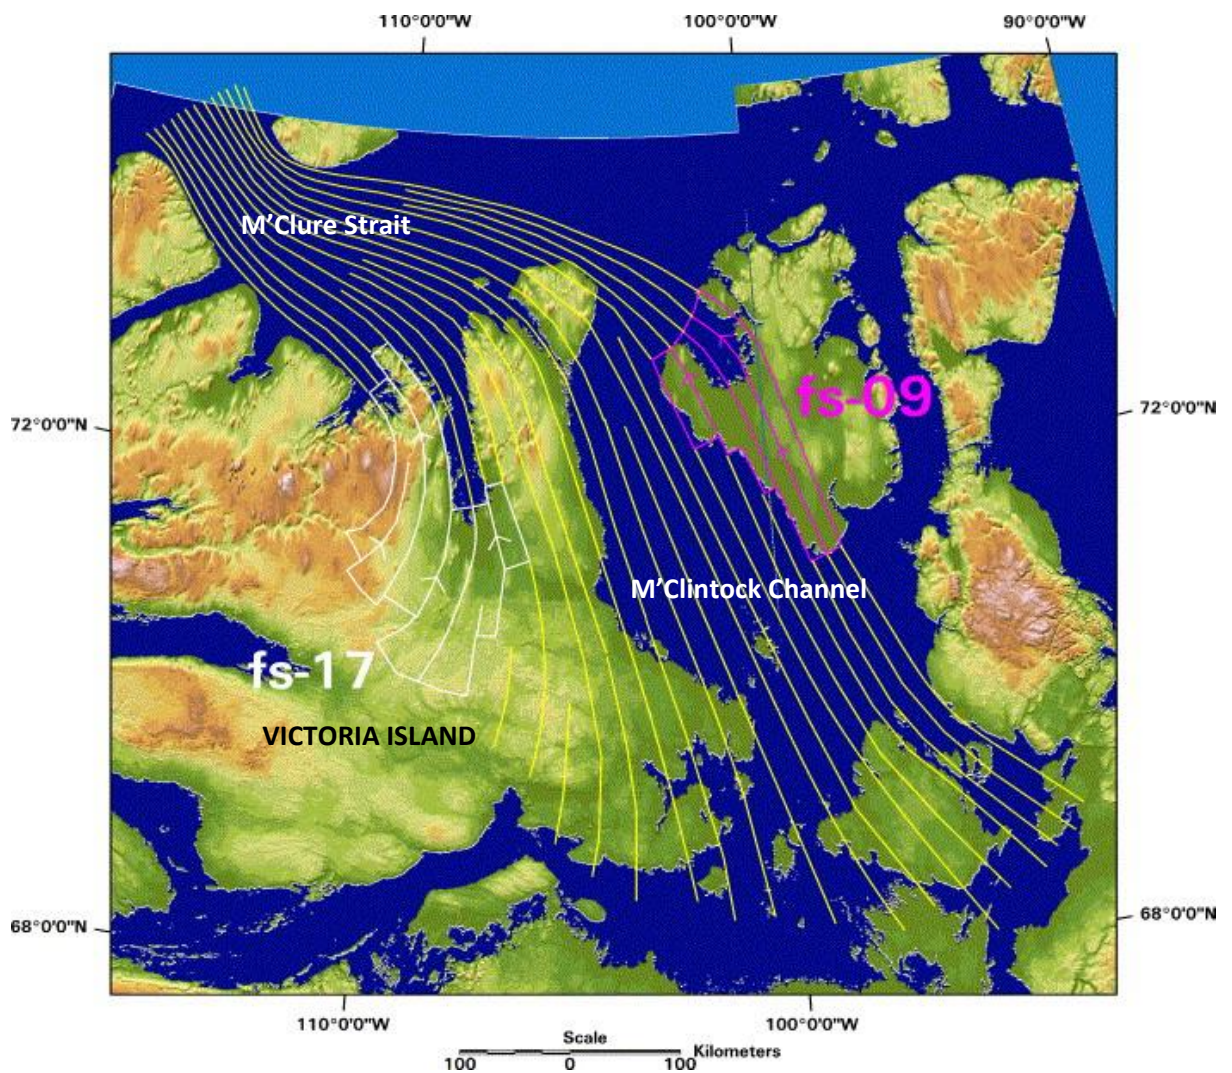 110°0'0"W 100°0'0"W 90°0'0"W
M'Clure Strait
fs-09
72°0'0"N 72°0'0"N
M'Clintock Channel
fs-17
VICTORIA ISLAND
68°0'0"N 68°0'0"N
110°0'0"W 100°0'0"W
Scale
Kilometers
100 0 100